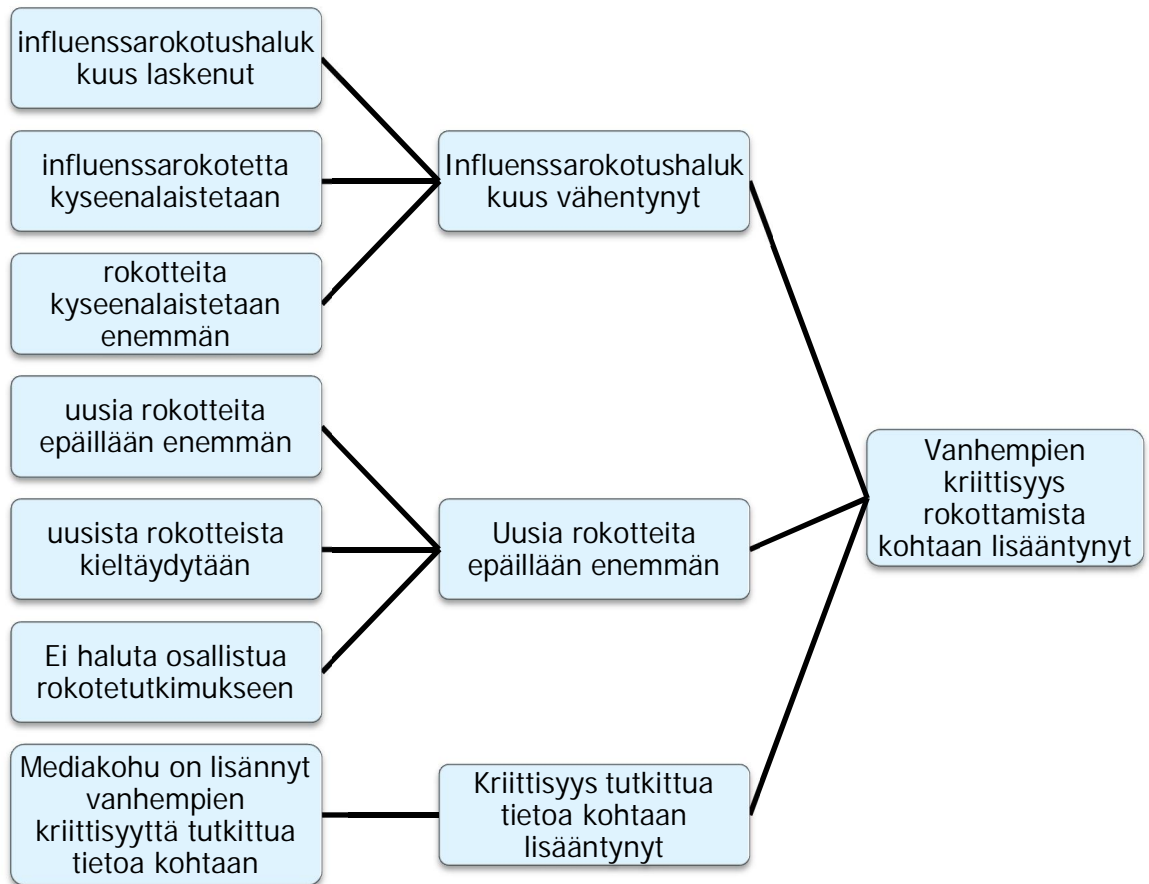 influenssarokotushaluk
kuus laskenut
influenssarokotetta
kyseenalaistetaan
rokotteita
kyseenalaistetaan
enemmän
uusia rokotteita
epäillään enemmän
uusista rokotteista
kieltäydytään
Ei haluta osallistua
rokotetutkimukseen
Mediakohu on lisännyt
vanhempien
kriittisyyttä tutkittua
tietoa kohtaan
Influenssarokotushaluk
kuus vähentynyt
Uusia rokotteita
epäillään enemmän
Kriittisyys tutkittua
tietoa kohtaan
lisääntynyt
Vanhempien
kriittisyys
rokottamista
kohtaan lisääntynyt